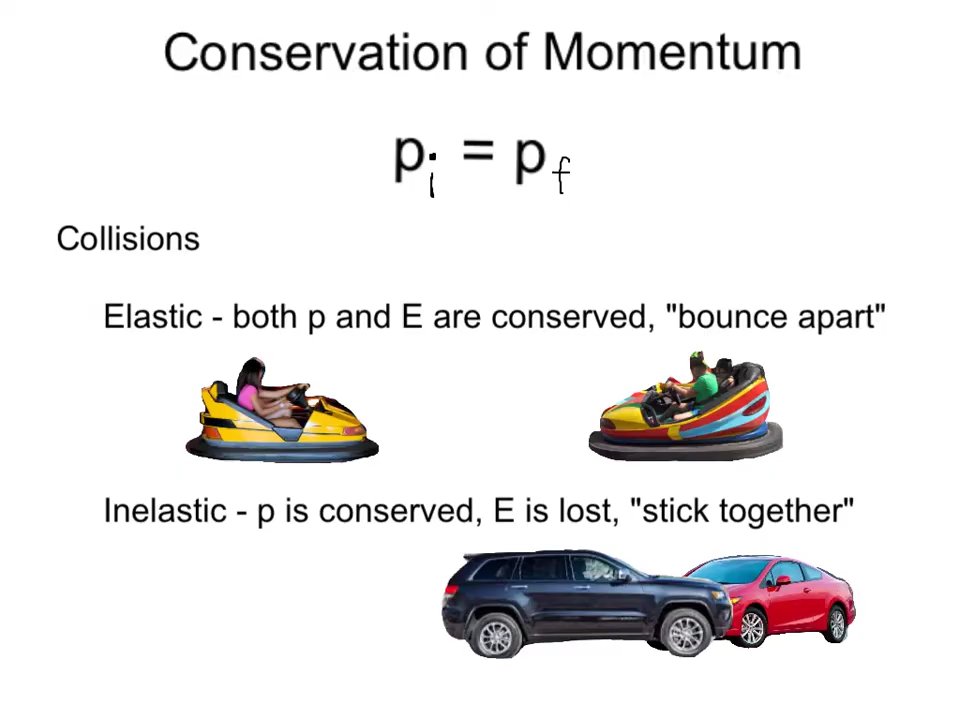 Conservation of Momentum
pi = pf
Collisions
Elastic - both p and E are conserved, "bounce apart"
Inelastic - p is conserved, E is lost, "stick together"